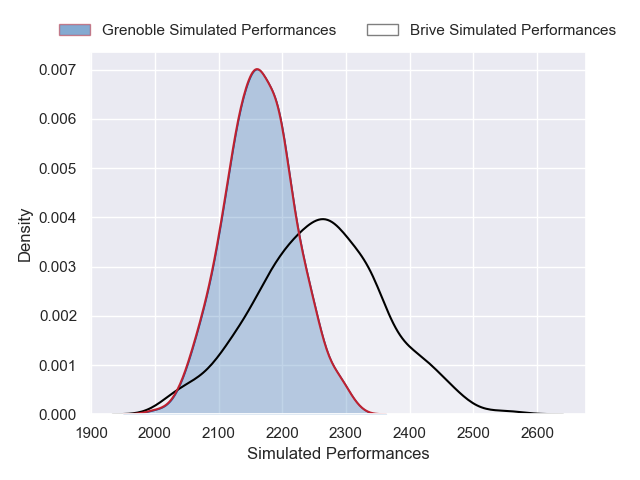 Grenoble Simulated Performances Brive Simulated Performances
0.007
0.006
0.005
0.004
0.003
0.002
0.001
0.000
Density
1900 2000 2100 2200 2300 2400 2500 2600
Simulated Performances